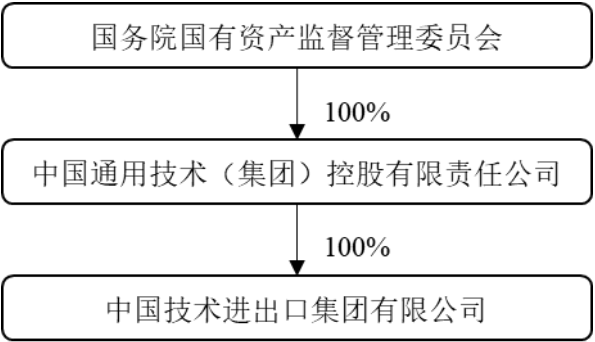 国务院国有资产监督管理委员会
100%
中国通用技术（集团）控股有限责任公司
100%
中国技术进出口集团有限公司